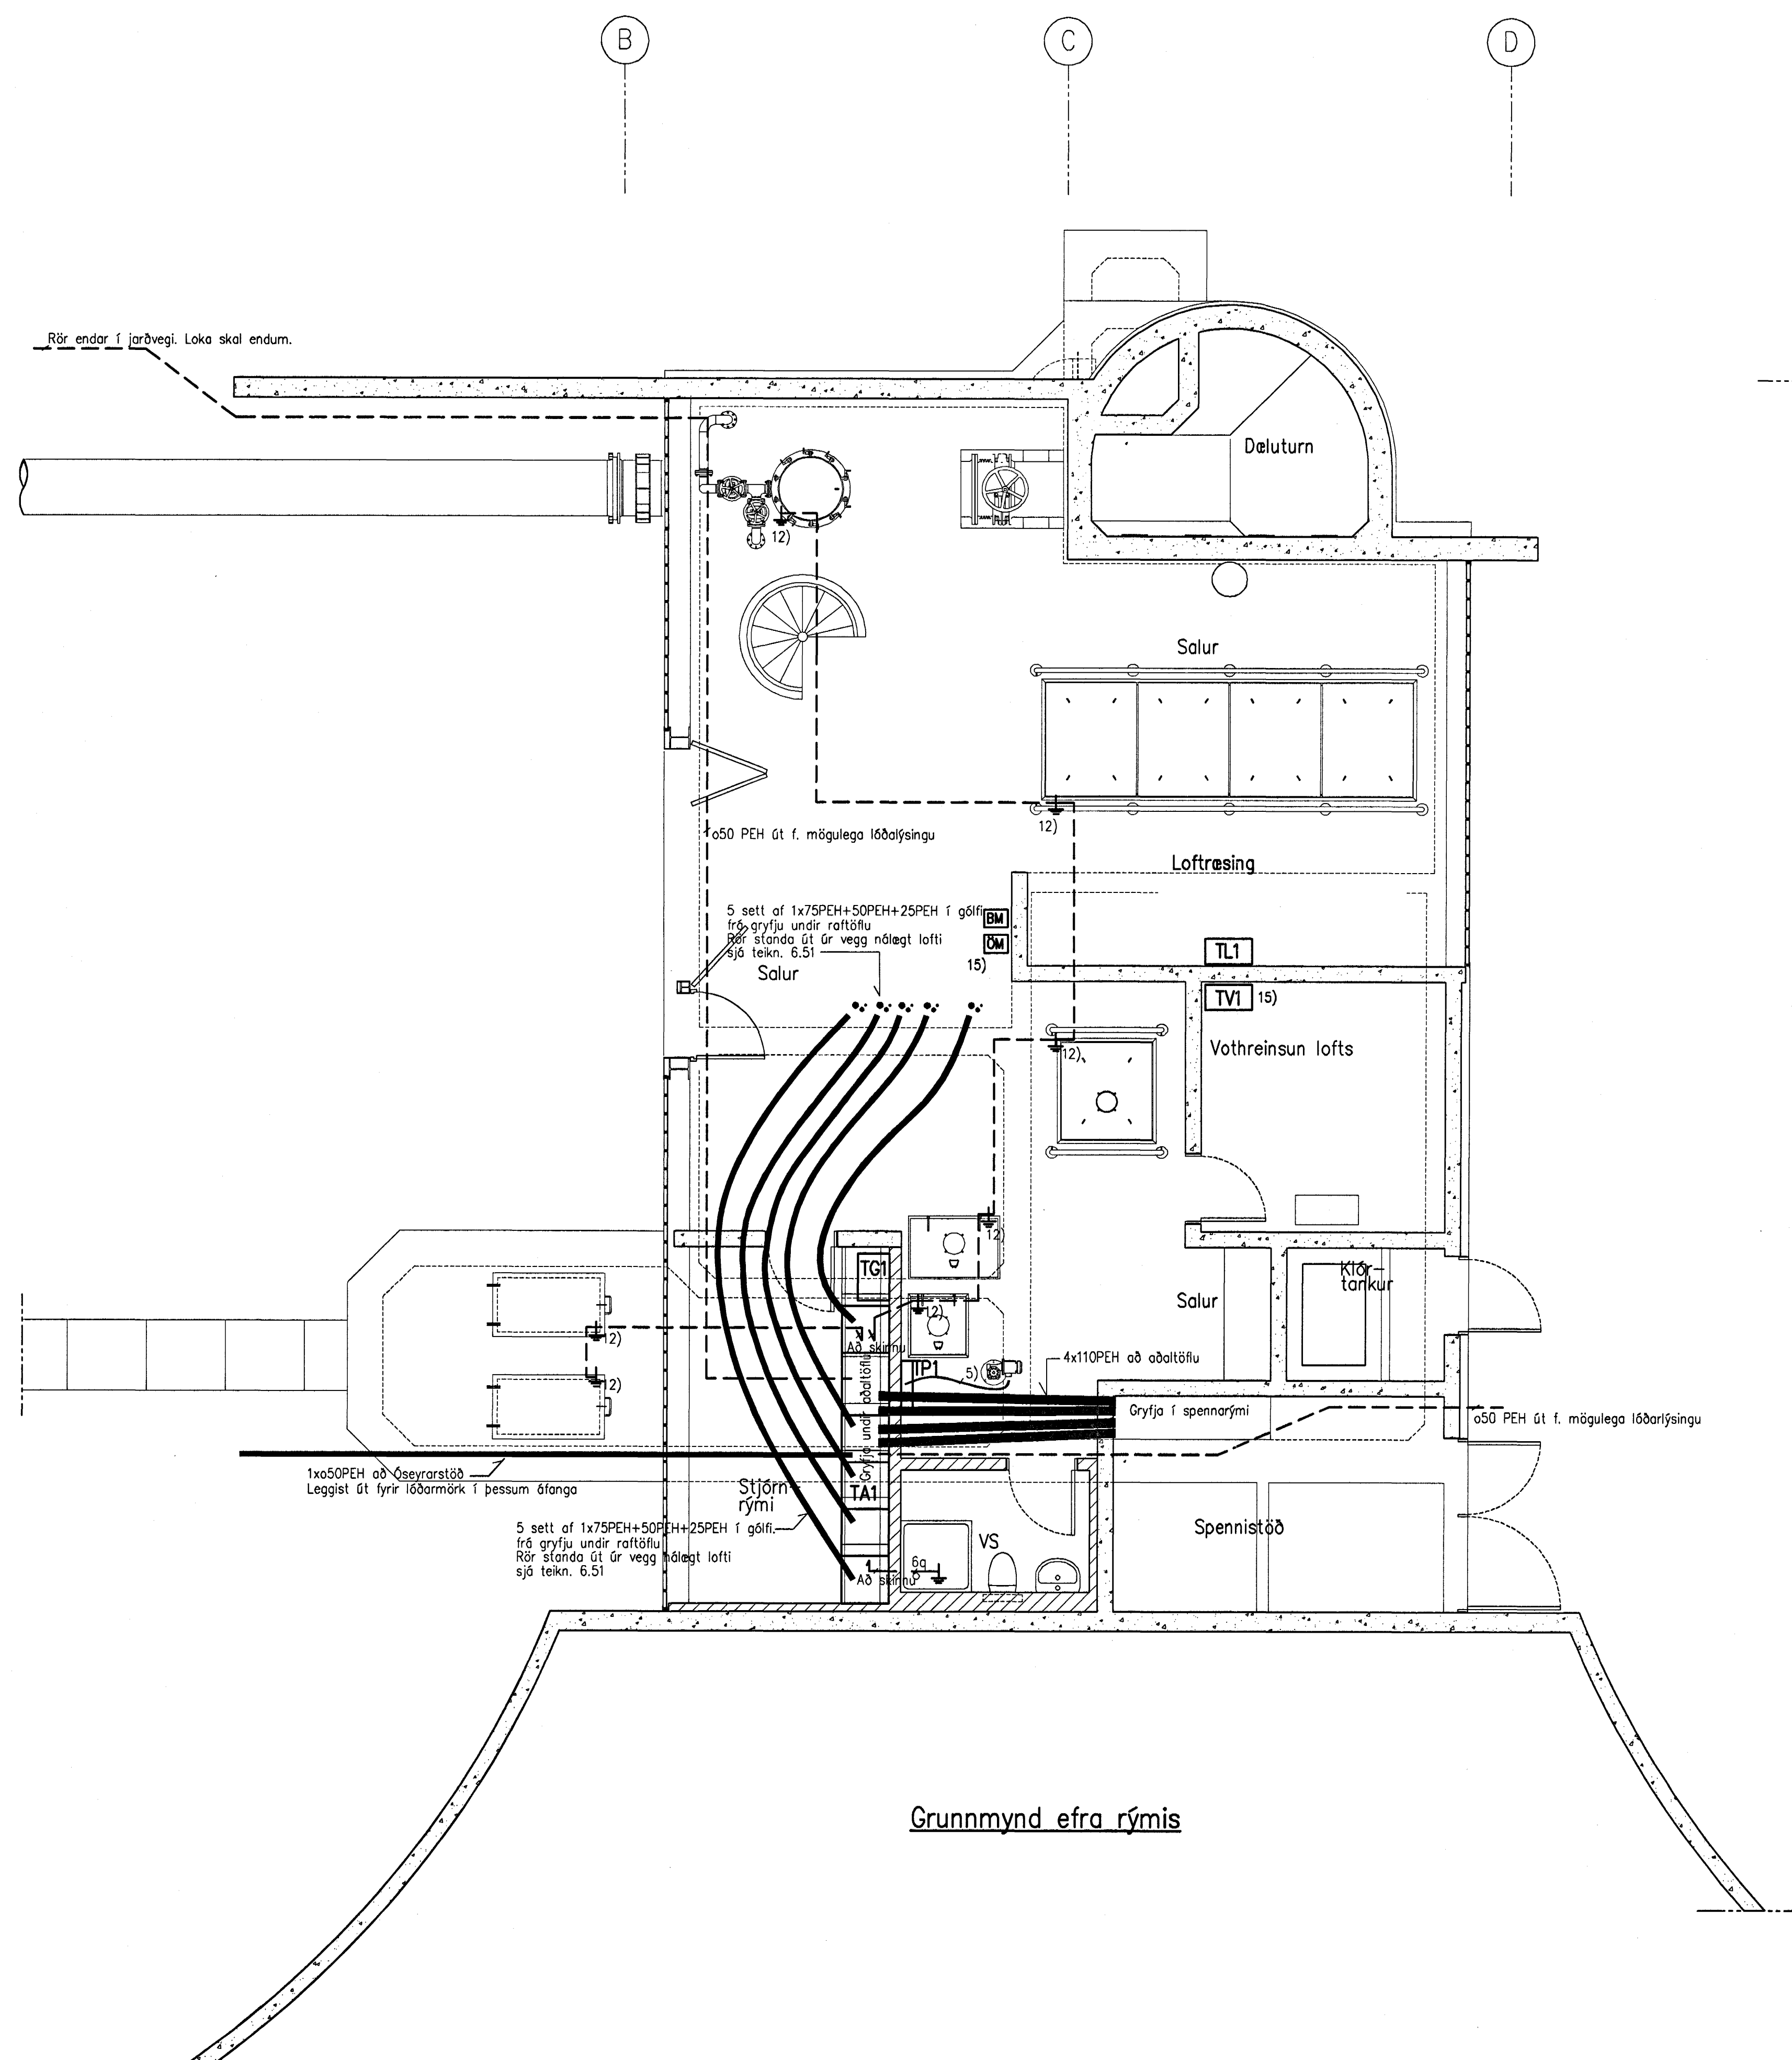 B
C
D
Rör endar í jarðvegi. Loka skal endum.
Dæluturn
12)
Salur
12)
ø50 PEH út f. mögulega lóðalýsingu
Loftræsing
5 sett af 1x75PEH+50PEH+25PEH í gólfi
frá gryfju undir raftöflu
Rör standa út úr vegg nálægt lofti
sjá teikn. 6.51
BM
ÖM
15)
Salur
TL1
TV1
15)
12)
Vothreinsun lofts
12)
TG1
Klór-
tankur
Salur
12)
12)
Að skinnu
TP1
5)
4x110PEH að aðaltöflu
12)
Gryfja undir aðaltöflu
Gryfja í spennarými
ø50 PEH út f. mögulega lóðarlýsingu
1xø50PEH að Óseyrarstöð
Leggist út fyrir lóðarmörk í þessum áfanga
Stjórn-
rými
TA1
5 sett af 1x75PEH+50PEH+25PEH í gólfi.
frá gryfju undir raftöflu
Rör standa út úr vegg nálægt lofti
sjá teikn. 6.51
VS
Spennistöð
6q
Að skinnu
Grunnmynd efra rýmis